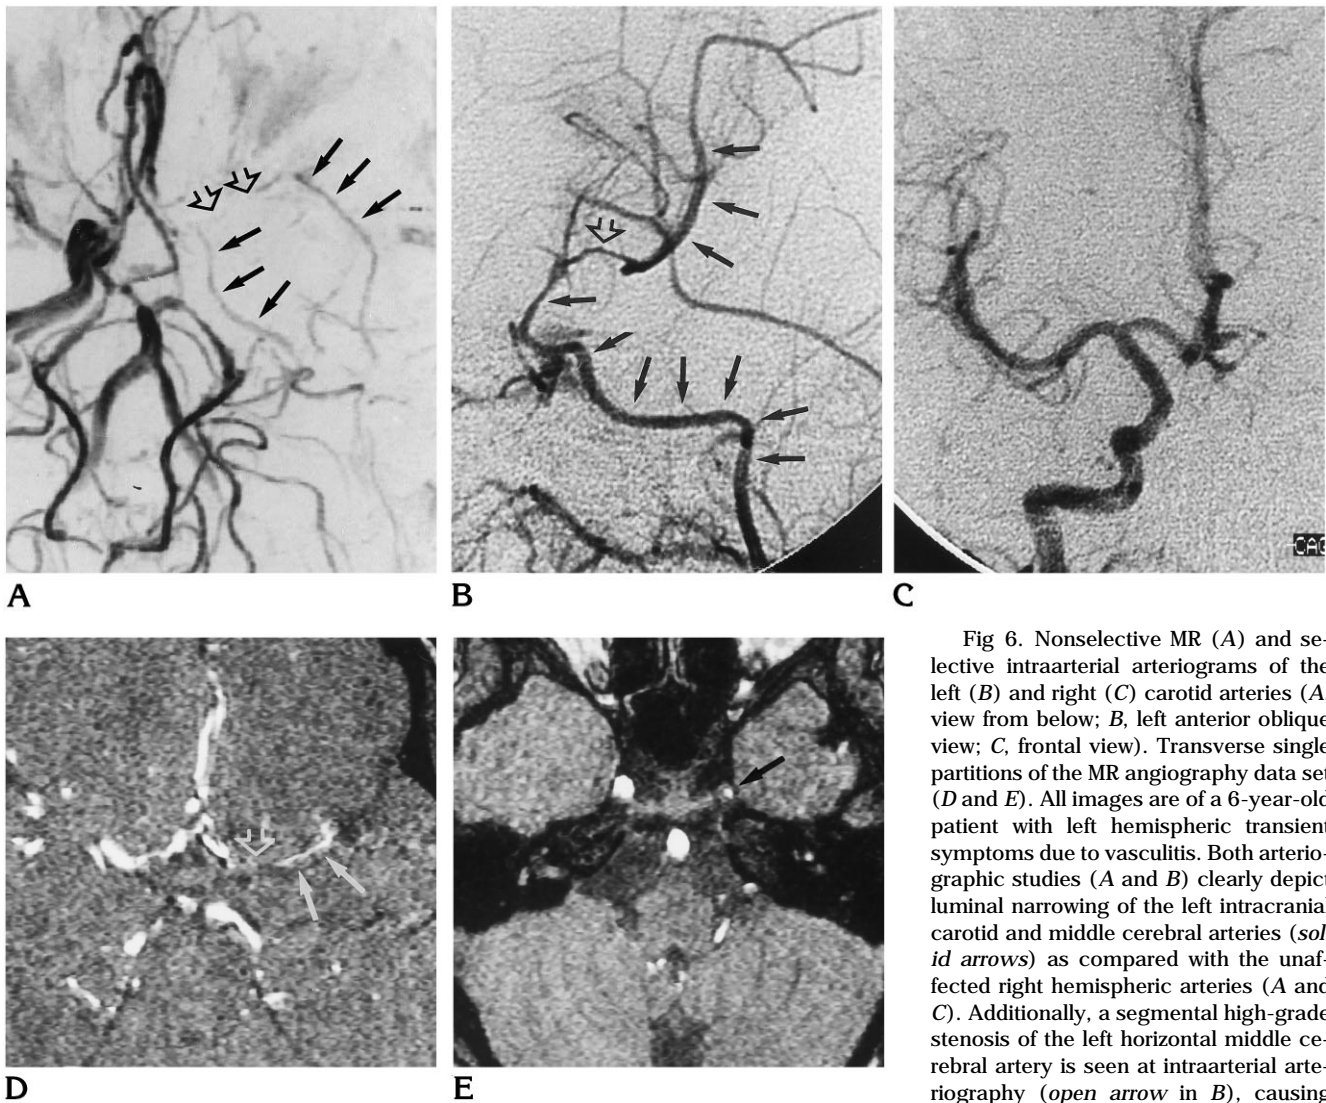 CAG
A
B
C
D
E
Fig 6. Nonselective MR (A) and se-
lective intraarterial arteriograms of the
left (B) and right (C) carotid arteries (A,
view from below; B, left anterior oblique
view; C, frontal view). Transverse single
partitions of the MR angiography data set
(D and E). All images are of a 6-year-old
patient with left hemispheric transient
symptoms due to vasculitis. Both arterio-
graphic studies (A and B) clearly depict
luminal narrowing of the left intracranial
carotid and middle cerebral arteries (sol-
id arrows) as compared with the unaf-
fected right hemispheric arteries (A and
C). Additionally, a segmental high-grade
stenosis of the left horizontal middle ce-
rebral artery is seen at intraarterial arte-
riography (open arrow in B), causing